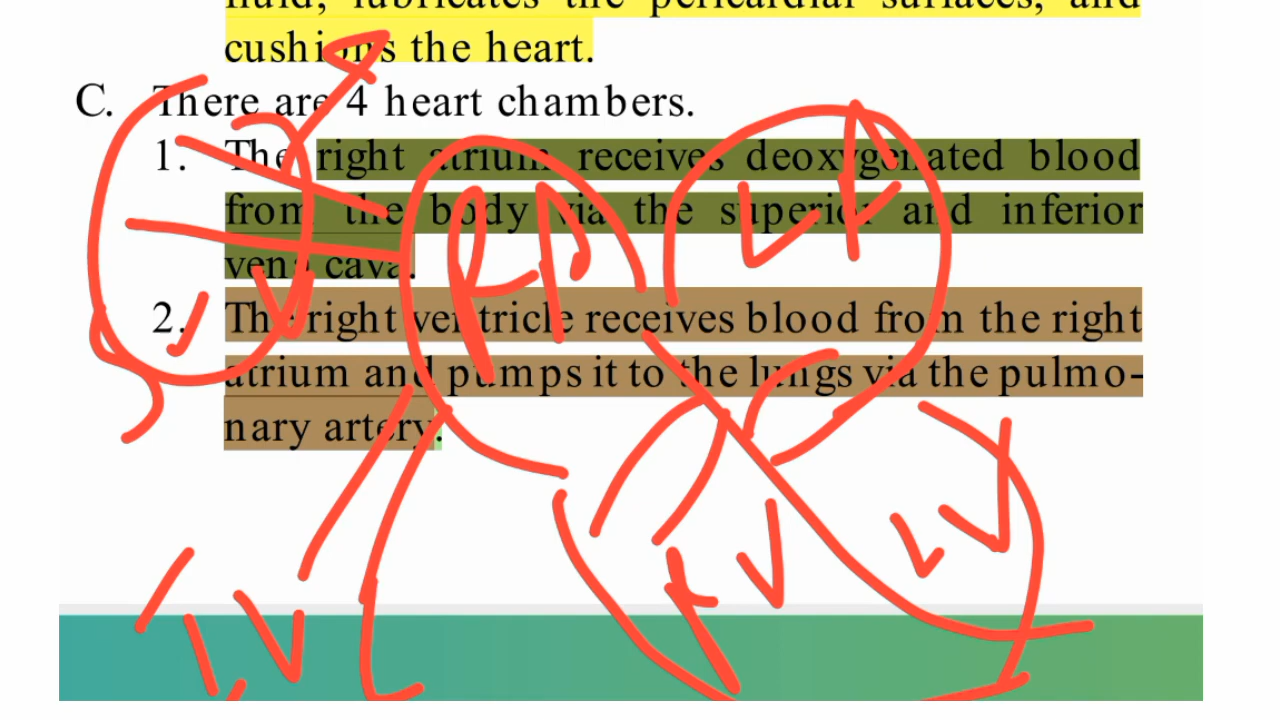 fluid, lubricates the pericardial surfaces, and
cushions the heart.
C. There are 4 heart chambers.
1. The right atrium receives deoxygenated blood
from the body via the superior and inferior
vena cava.
2. The right ventricle receives blood from the right
atrium and pumps it to the lungs via the pulmo-
nary artery.
RA
LA
RV
LV